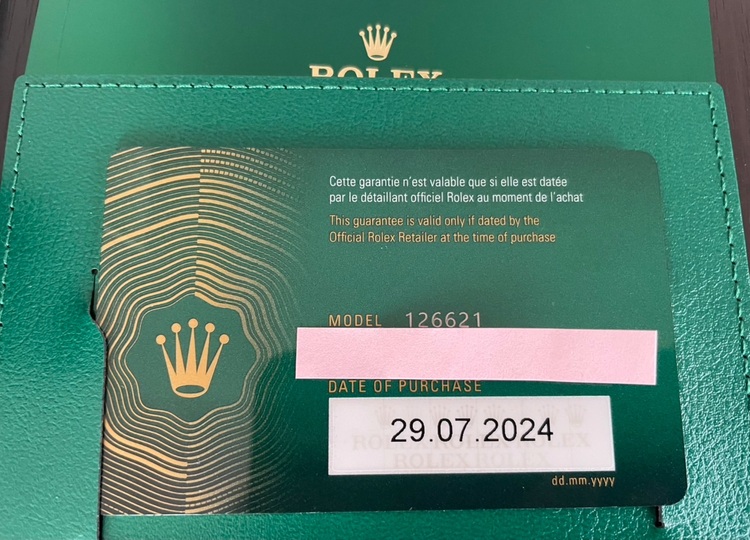 ROLEX
Cette garantie n'est valable que si elle est datée
par le détaillant officiel Rolex au moment de l'achat
This guarantee is valid only if dated by the
Official Rolex Retailer at the time of purchase
MODEL 126621
DATE OF PURCHASE
29.07.2024
ROLEX ROLEX
ROLEX ROLEX
dd.mm.yyyy